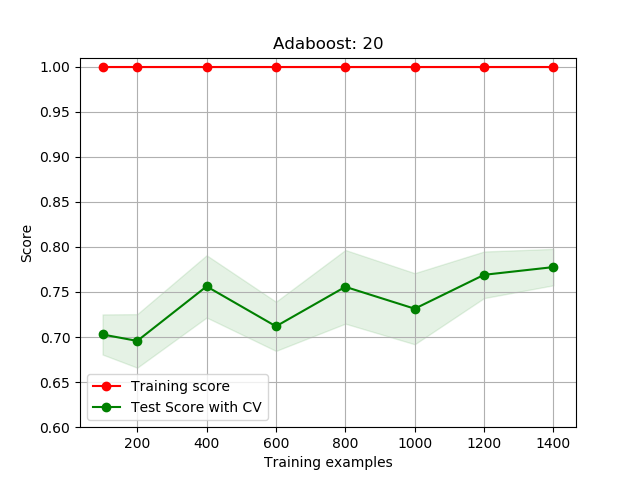 Adaboost: 20
1.00
0.95
0.90
0.85
0.80
0.75
0.70
0.65
0.60
Score
Training score
Test Score with CV
200 400 600 800 1000 1200 1400
Training examples